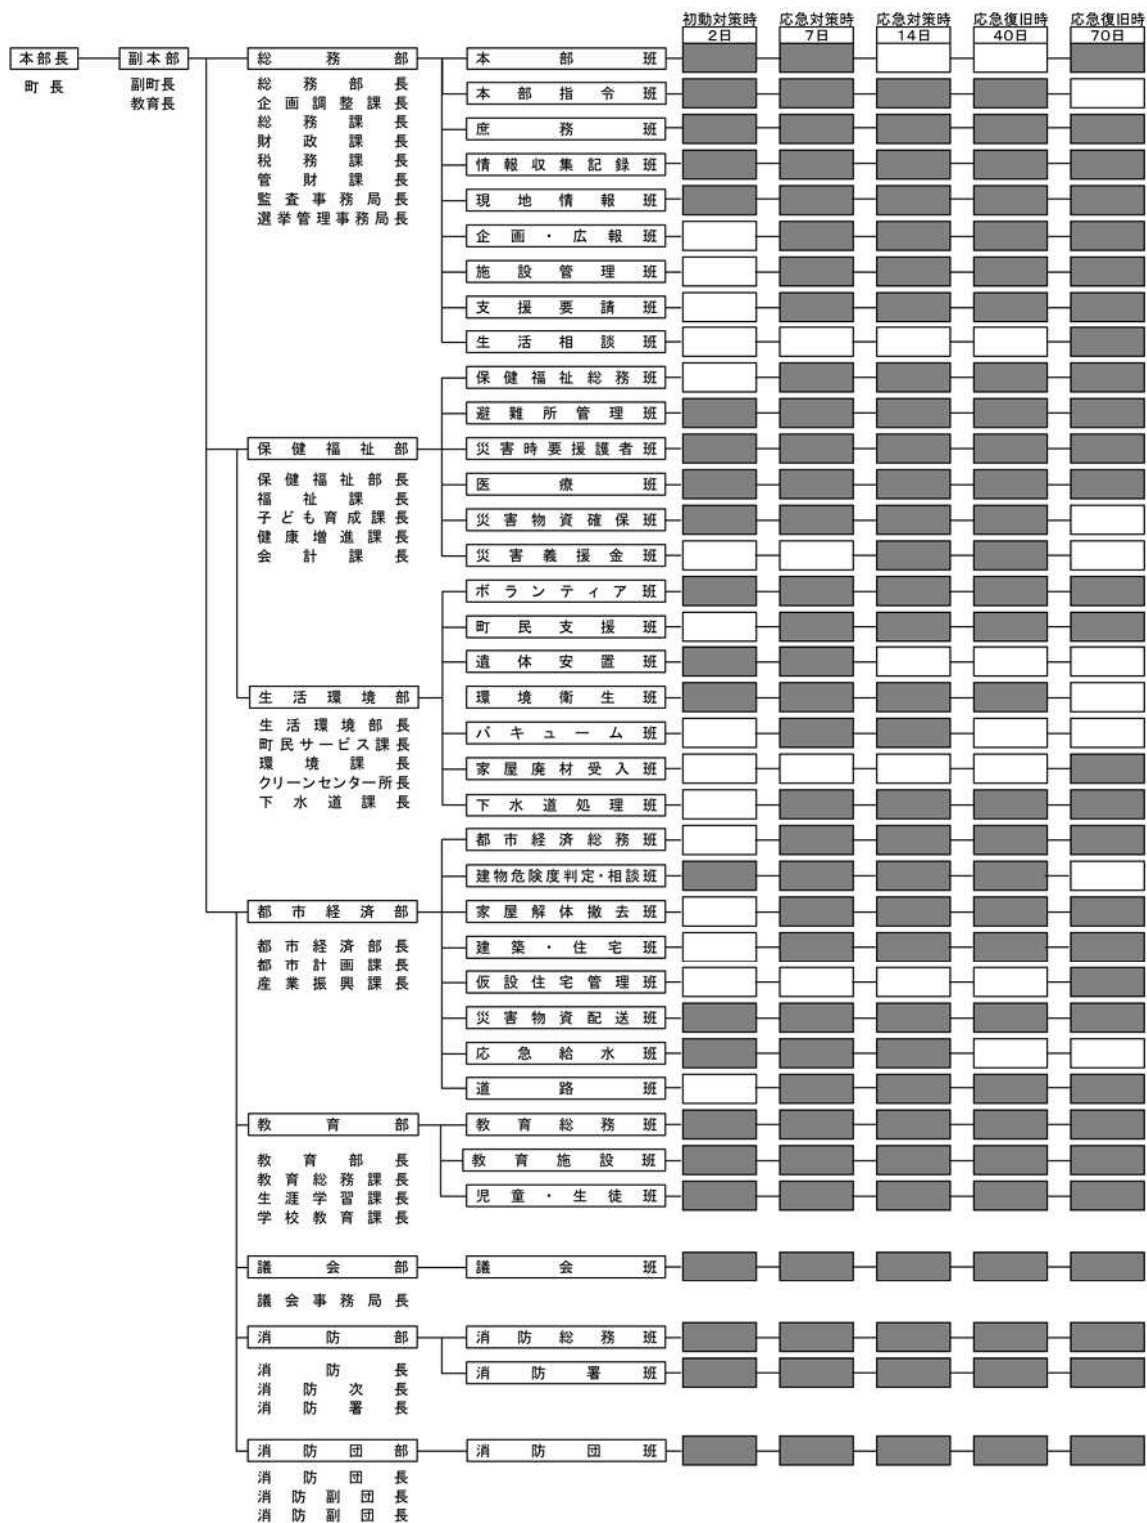 初動対策時 応急対策時 応急対策時 応急復旧時 応急復旧時
2日 7日 14日 40日 70日
本部長 副本部 総務部 本部班
町長
副町長
教育長
総務部長
企画調整課長
総務課長
財政課長
税務課長
管財課長
監査事務局長
選挙管理事務局長
本部指令班
庶務班
情報収集記録班
現地情報班
企画・広報班
施設管理班
支援要請班
生活相談班
保健福祉部
保健福祉部長
福祉課長
子ども育成課長
健康増進課長
会計課長
保健福祉総務班
避難所管理班
災害時要援護者班
医療班
災害物資確保班
災害義援金班
生活環境部
生活環境部長
町民サービス課長
環境課長
クリーンセンター所長
下水道課長
ボランティア班
町民支援班
遺体安置班
環境衛生班
バキューム班
家屋廃材受入班
下水道処理班
都市経済部
都市経済部長
都市計画課長
産業振興課長
都市経済総務班
建物危険度判定・相談班
家屋解体撤去班
建築・住宅班
仮設住宅管理班
災害物資配送班
応急給水班
道路班
教育部
教育部長
教育総務課長
生涯学習課長
学校教育課長
教育総務班
教育施設班
児童・生徒班
議会部 議会班
議会事務局長
消防部
消防長
消防次長
消防署長
消防総務班
消防署班
消防団部 消防団班
消防団長
消防副団長
消防副団長